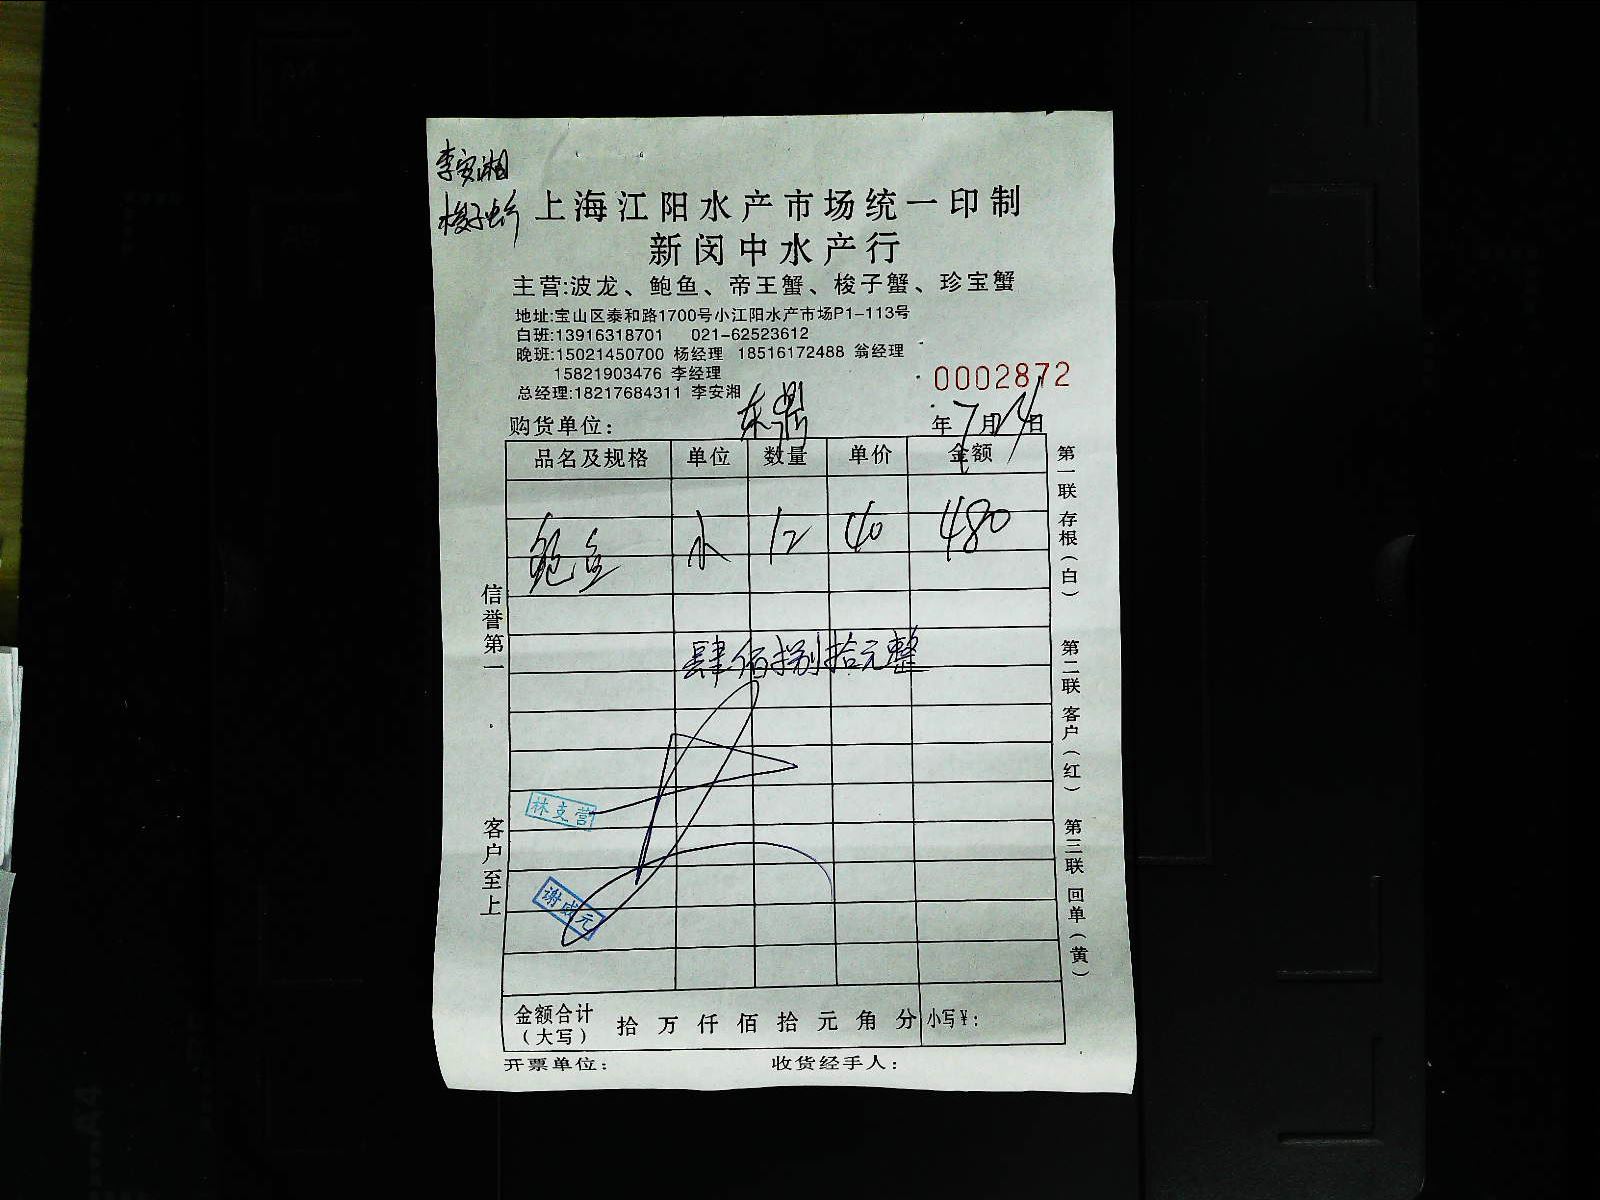 李安湘
梭子蟹
上海江阳水产市场统一印制
新闵中水产行
主营:波龙、鲍鱼、帝王蟹、梭子蟹、珍宝蟹
地址:宝山区泰和路1700号小江阳水产市场P1-113号
白班:13916318701 021-62523612
晚班:15021450700 杨经理 18516172488 翁经理
15821903476 李经理
总经理:18217684311 李安湘
0002872
购货单位: 东鼎
年7月24日
品名及规格 单位 数量 单价 金额
鲍鱼 小 12 40 480
肆佰捌拾元整
林支营
谢成元
信誉第一 客户至上
第一联 存根(白) 第二联 客户(红) 第三联 回单(黄)
金额合计(大写) 拾 万 仟 佰 拾 元 角 分 小写¥:
开票单位: 收货经手人: